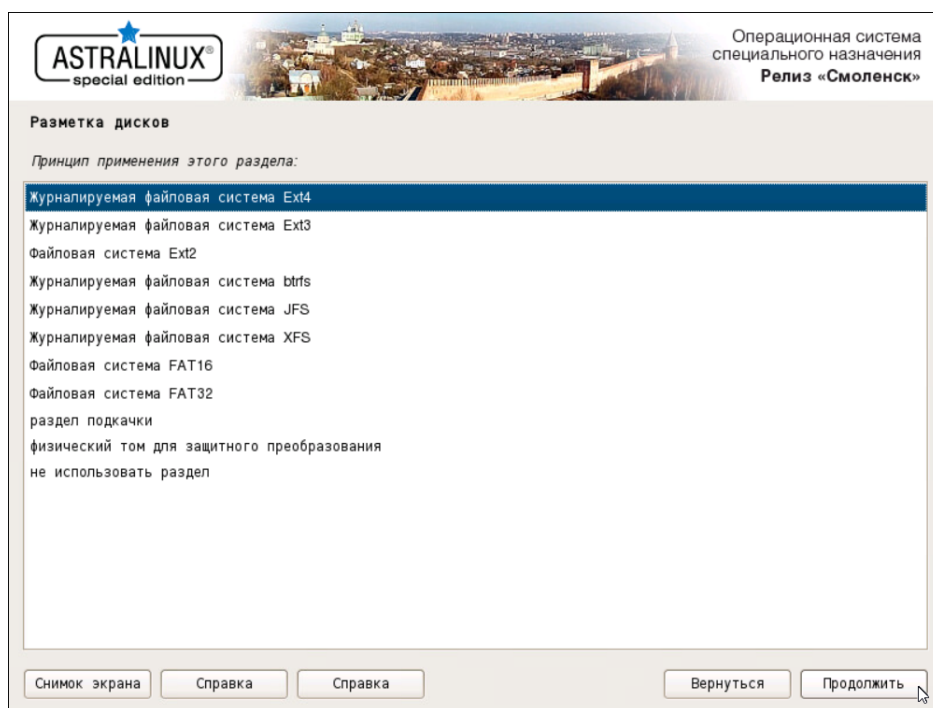 ASTRALINUX®
special edition
Операционная система
специального назначения
Релиз «Смоленск»
Разметка дисков
Принцип применения этого раздела:
Журналируемая файловая система Ext4
Журналируемая файловая система Ext3
Файловая система Ext2
Журналируемая файловая система btrfs
Журналируемая файловая система JFS
Журналируемая файловая система XFS
Файловая система FAT16
Файловая система FAT32
раздел подкачки
физический том для защитного преобразования
не использовать раздел
Снимок экрана Справка Справка Вернуться Продолжить